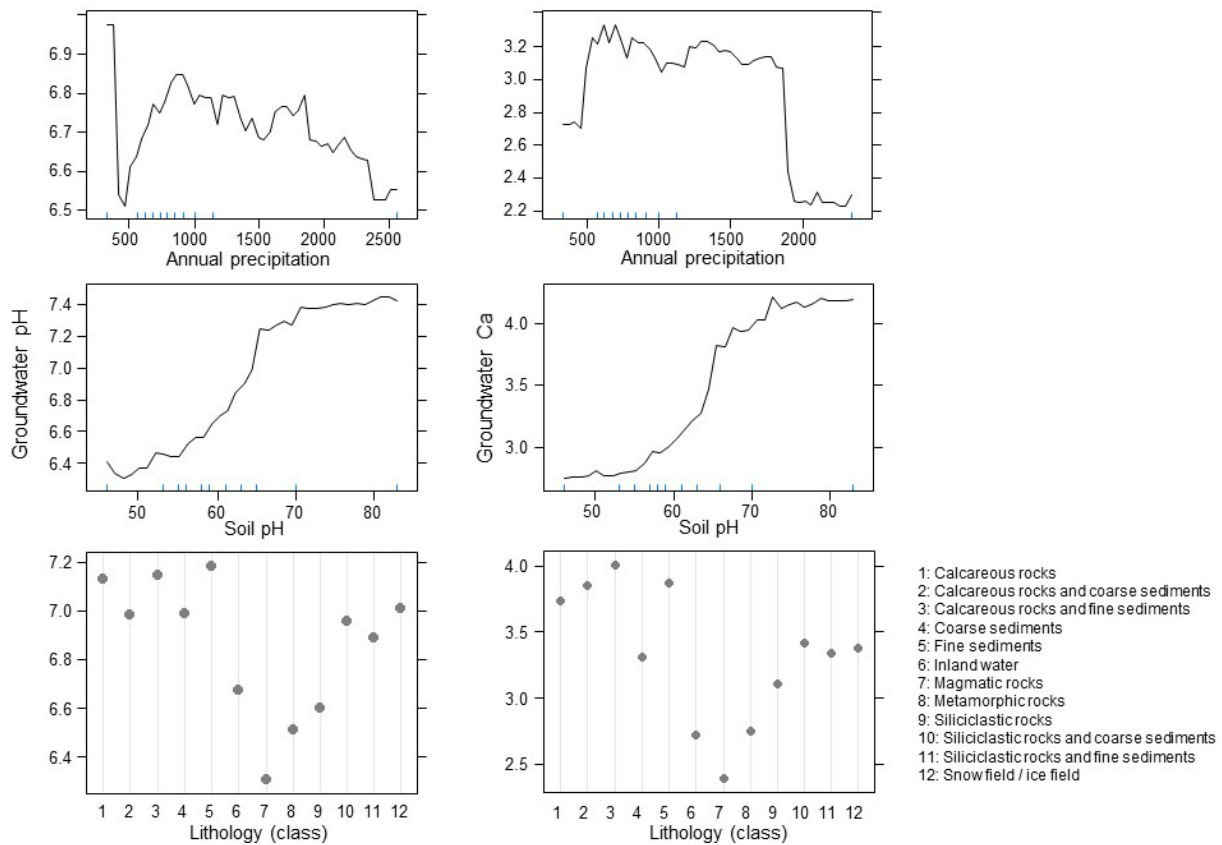 6.9
6.8
6.7
6.6
6.5
500 1000 1500 2000 2500
Annual precipitation
3.2
3.0
2.8
2.6
2.4
2.2
500 1000 2000
Annual precipitation
Groundwater pH
7.4
7.2
7.0
6.8
6.6
6.4
50 60 70 80
Soil pH
Groundwater Ca
4.0
3.5
3.0
50 60 70 80
Soil pH
7.2
7.0
6.8
6.6
6.4
1 2 3 4 5 6 7 8 9 10 11 12
Lithology (class)
4.0
3.5
3.0
2.5
1 2 3 4 5 6 7 8 9 10 11 12
Lithology (class)
1: Calcareous rocks
2: Calcareous rocks and coarse sediments
3: Calcareous rocks and fine sediments
4: Coarse sediments
5: Fine sediments
6: Inland water
7: Magmatic rocks
8: Metamorphic rocks
9: Siliciclastic rocks
10: Siliciclastic rocks and coarse sediments
11: Siliciclastic rocks and fine sediments
12: Snow field / ice field